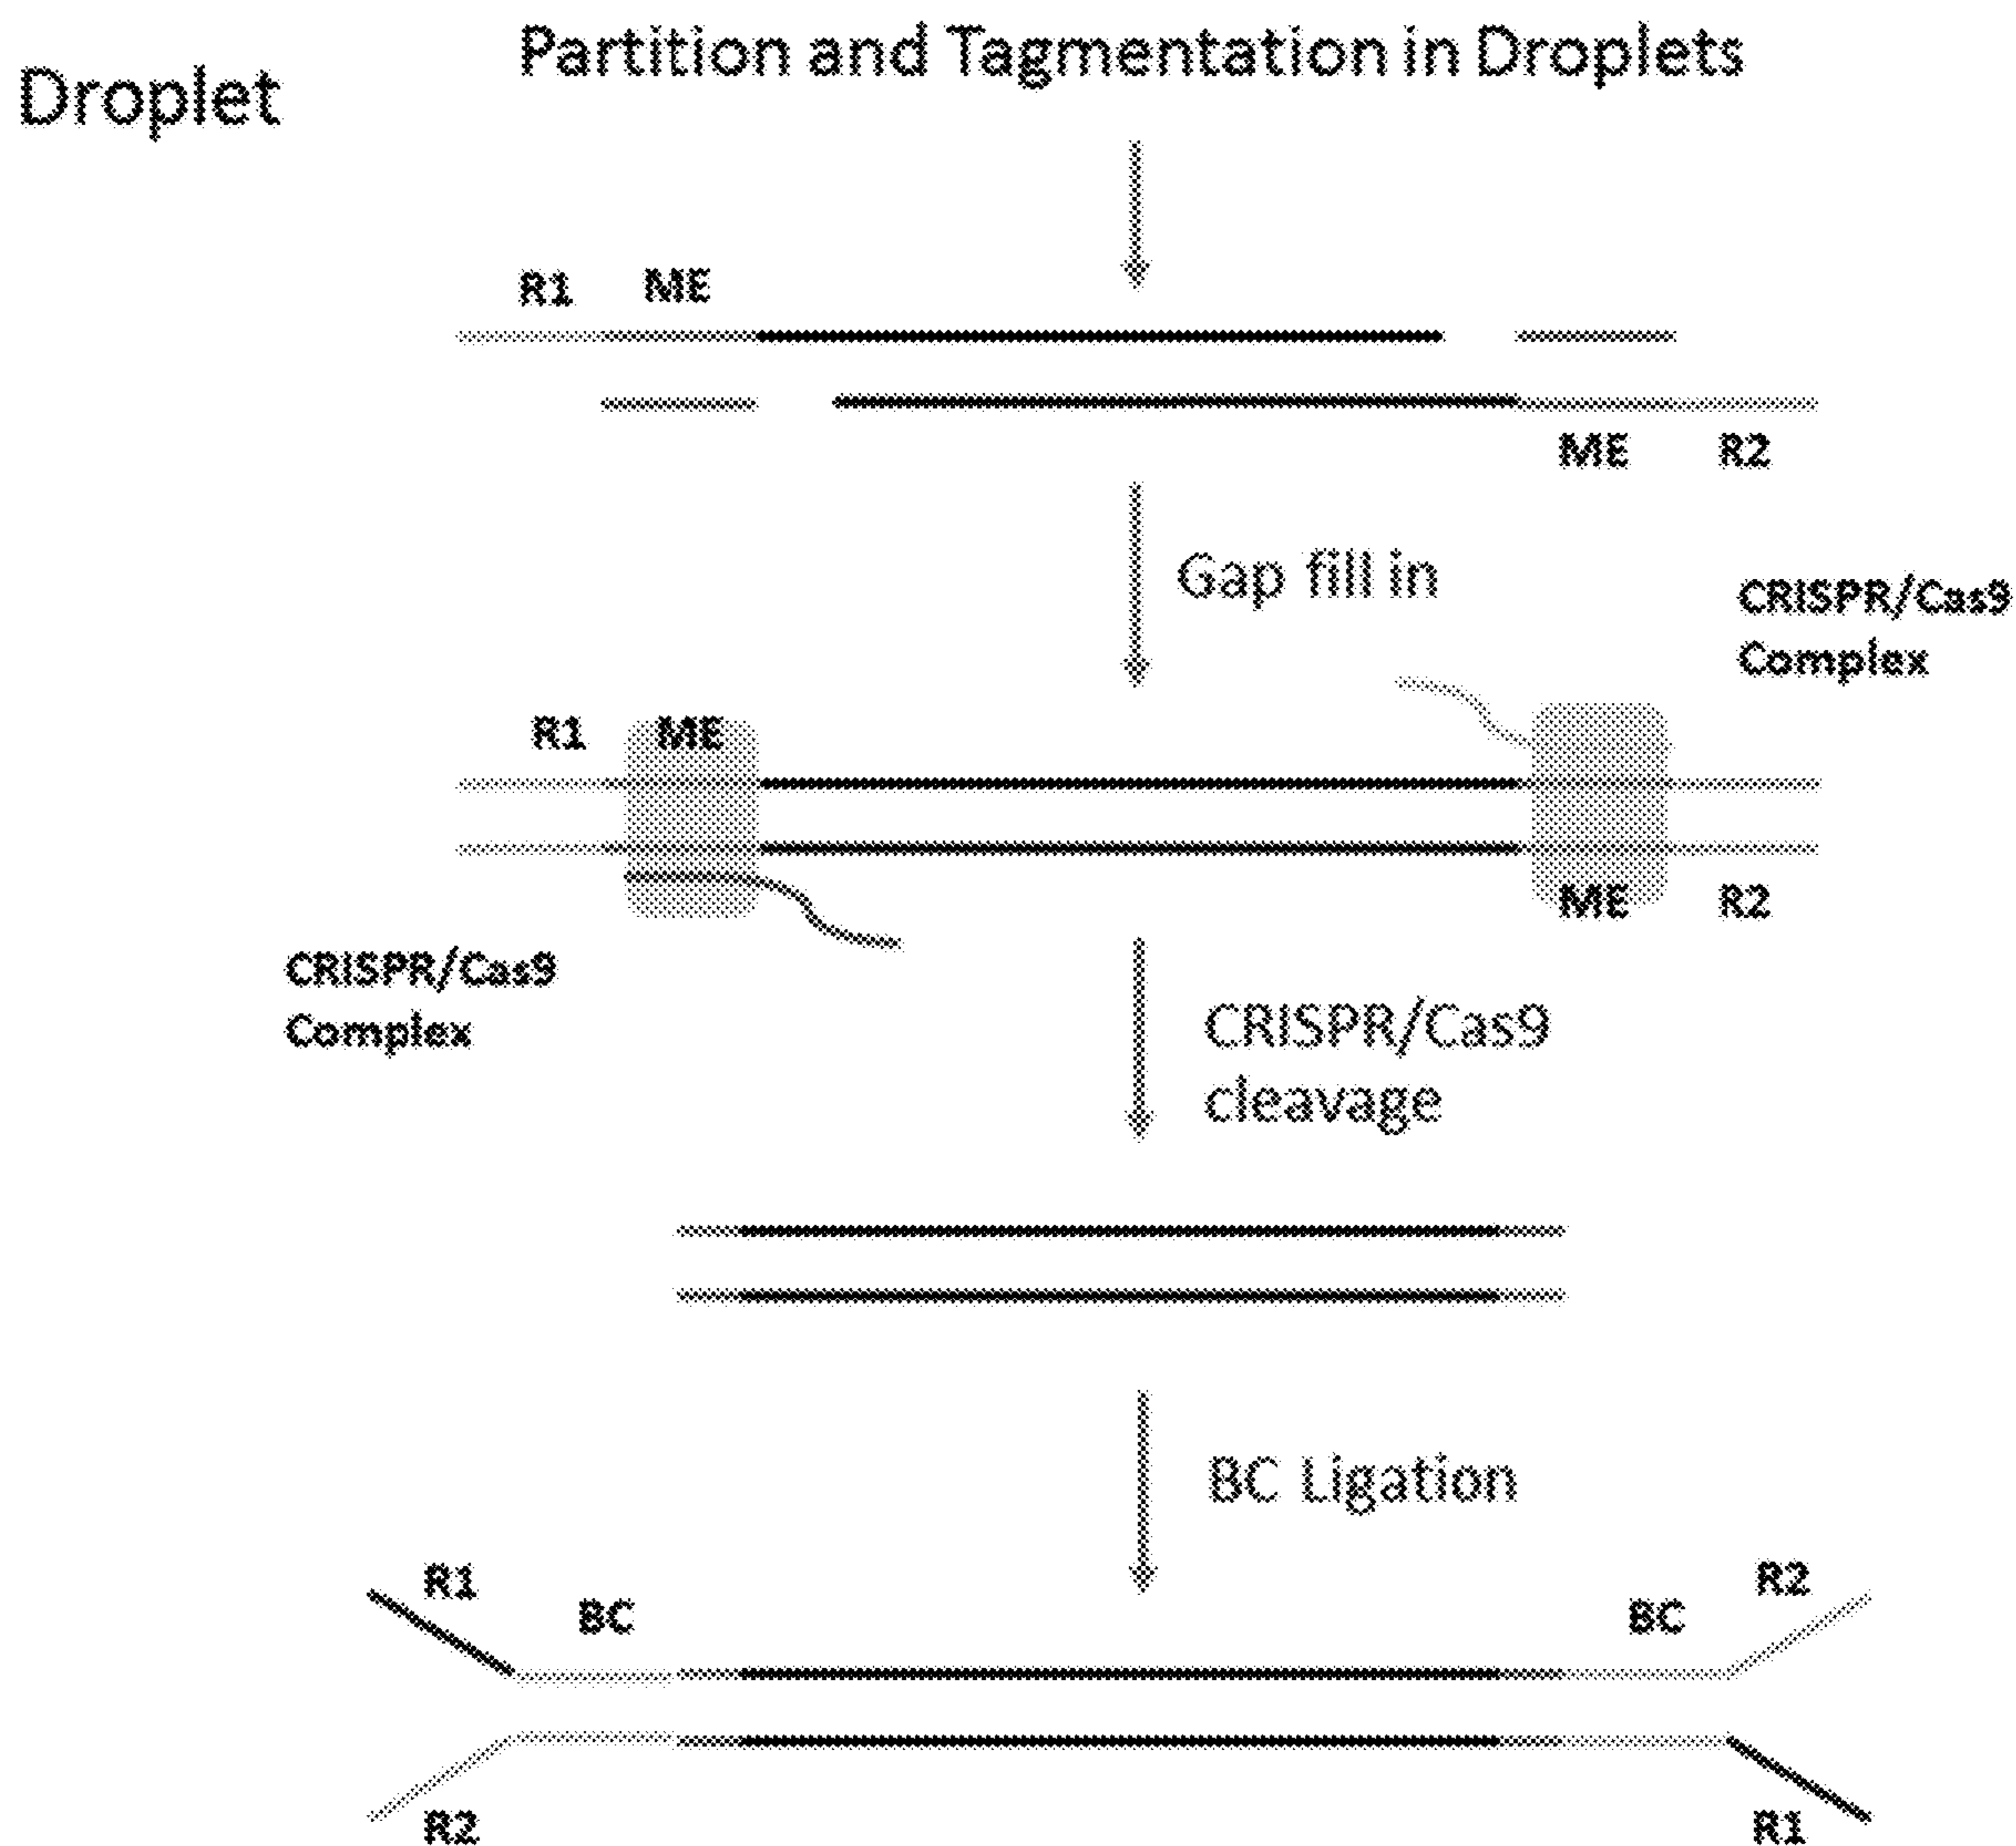 Partition and Tagmentation in Droplets
Droplet
R1 ME
ME R2
Gap fill in
CRISPR/Cas9
Complex
R1 ME
ME R2
CRISPR/Cas9
Complex
CRISPR/Cas9
cleavage
BC Ligation
R1 BC
BC R2
R2 R1